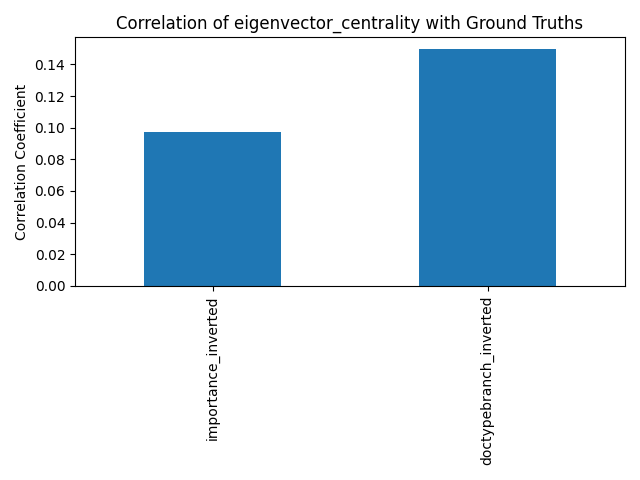 Correlation of eigenvector_centrality with Ground Truths
Correlation Coefficient
0.14
0.12
0.10
0.08
0.06
0.04
0.02
0.00
importance_inverted
doctypebranch_inverted